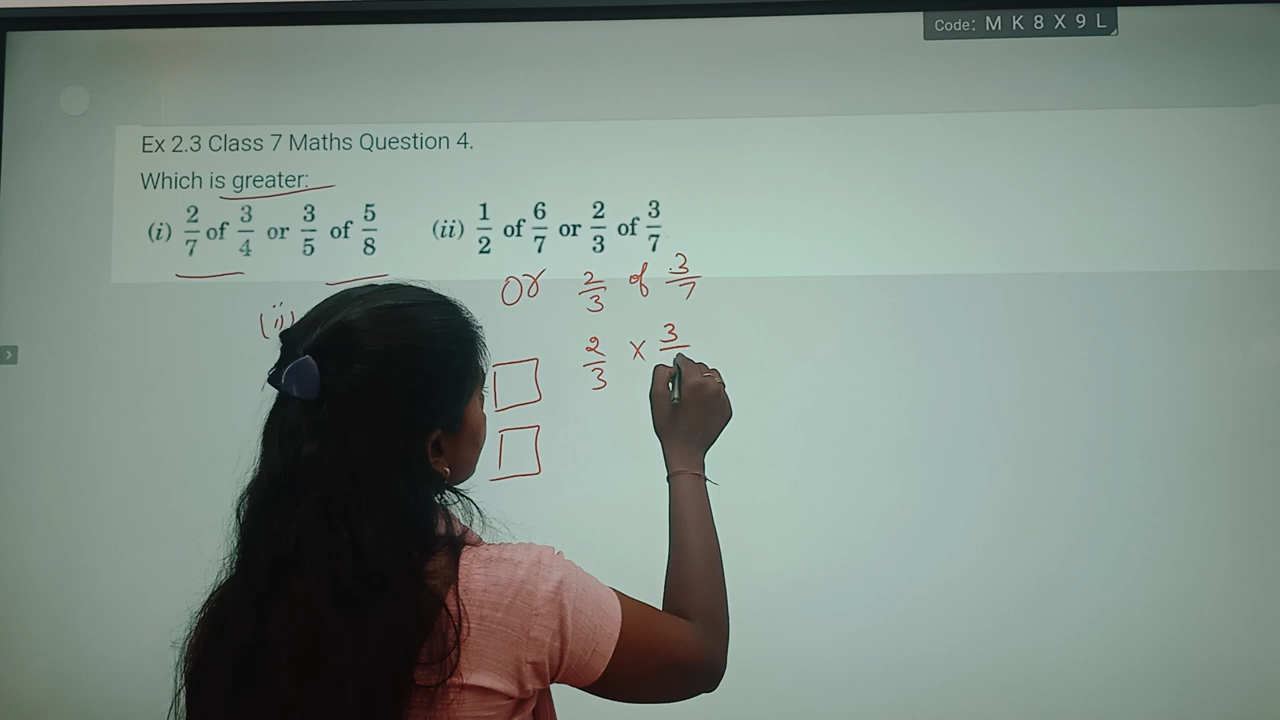 Code: M K 8 X 9 L
Ex 2.3 Class 7 Maths Question 4.
Which is greater:
(i) 2/7 of 3/4 or 3/5 of 5/8 (ii) 1/2 of 6/7 or 2/3 of 3/7
(ii) or 2/3 of 3/7
2/3 x 3